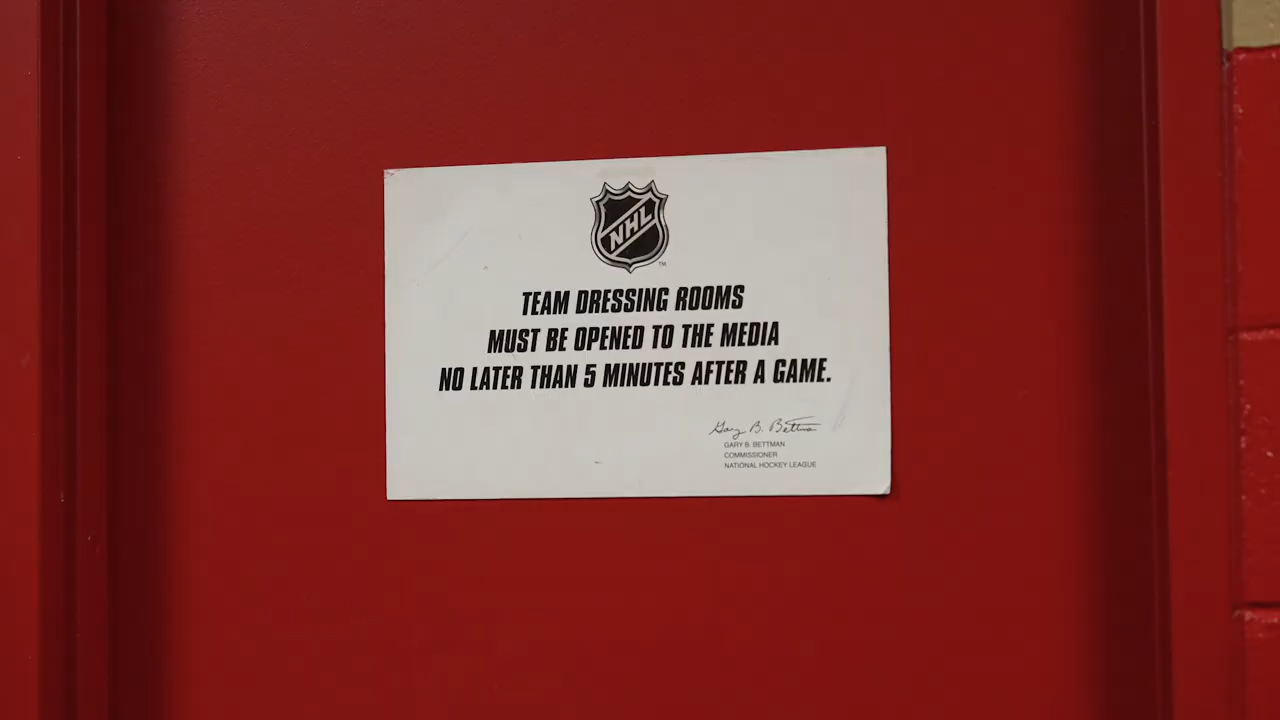 NHL
TM
TEAM DRESSING ROOMS
MUST BE OPENED TO THE MEDIA
NO LATER THAN 5 MINUTES AFTER A GAME.
Gary B. Bettman
GARY B. BETTMAN
COMMISSIONER
NATIONAL HOCKEY LEAGUE